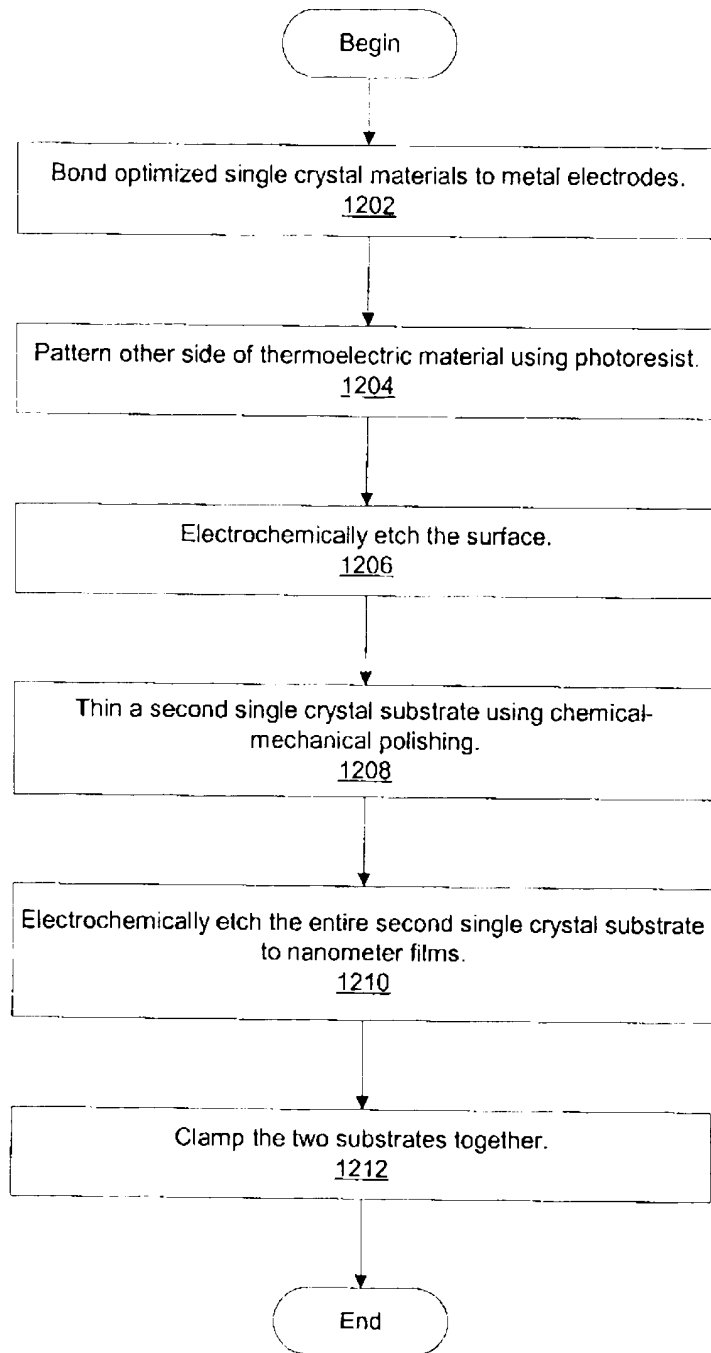 Begin
Bond optimized single crystal materials to metal electrodes.
1202
Pattern other side of thermoelectric material using photoresist.
1204
Electrochemically etch the surface.
1206
Thin a second single crystal substrate using chemical-
mechanical polishing.
1208
Electrochemically etch the entire second single crystal substrate
to nanometer films.
1210
Clamp the two substrates together.
1212
End